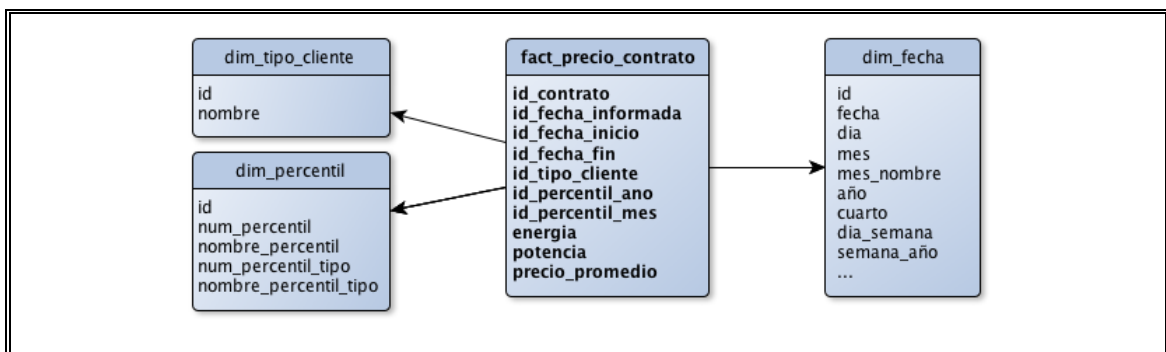 dim_tipo_cliente
id
nombre
dim_percentil
id
num_percentil
nombre_percentil
num_percentil_tipo
nombre_percentil_tipo
fact_precio_contrato
id_contrato
id_fecha_informada
id_fecha_inicio
id_fecha_fin
id_tipo_cliente
id_percentil_ano
id_percentil_mes
energia
potencia
precio_promedio
dim_fecha
id
fecha
dia
mes
mes_nombre
año
cuarto
dia_semana
semana_año
...